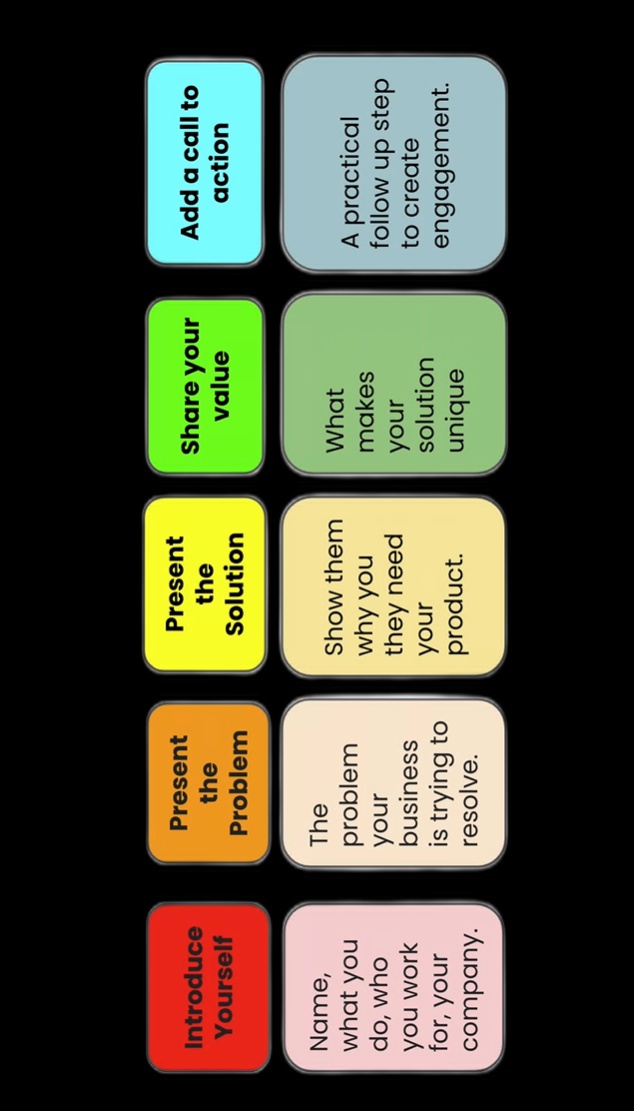 Introduce
Yourself
Name,
what you
do, who
you work
for, your
company.
Present
the
Problem
The
problem
your
business
is trying to
resolve.
Present
the
Solution
Show them
why you
they need
your
product.
Share your
value
What
makes
your
solution
unique
Add a call to
action
A practical
follow up step
to create
engagement.